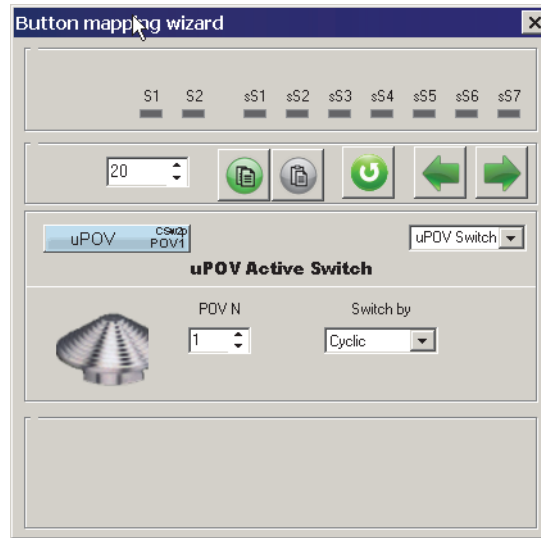 Button mapping wizard
S1 S2 sS1 sS2 sS3 sS4 sS5 sS6 sS7
20
uPOV CSw2p POV1 uPOV Switch
uPOV Active Switch
POV N Switch by
1 Cyclic